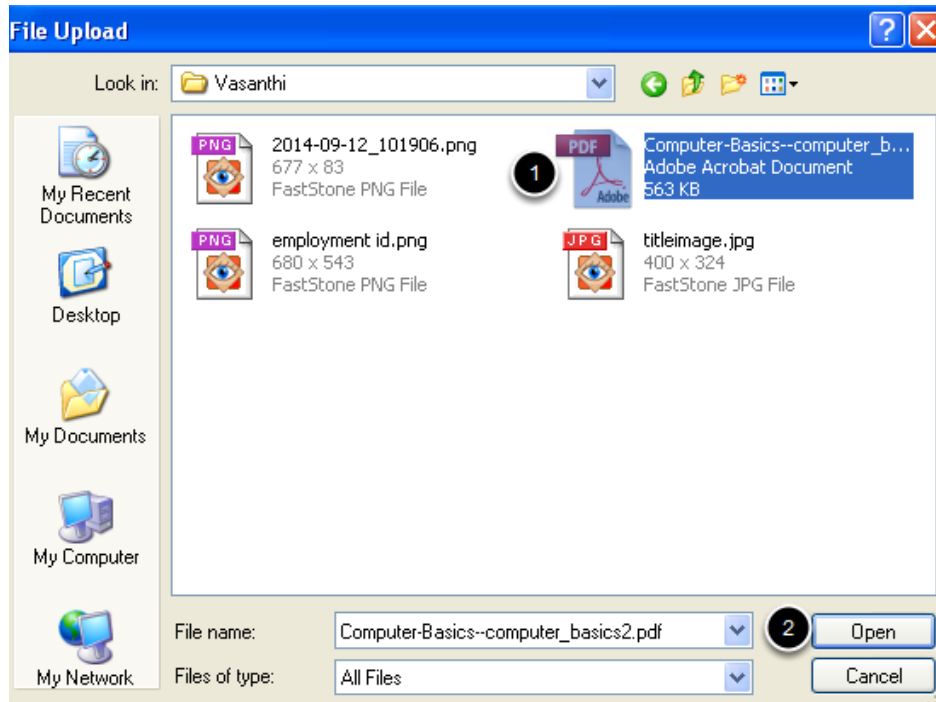 File Upload
Look in: Vasanthi
My Recent
Documents
Desktop
My Documents
My Computer
My Network
PNG
2014-09-12_101906.png
677 x 83
FastStone PNG File
1
PDF
Adobe
Computer-Basics--computer_b...
Adobe Acrobat Document
563 KB
PNG
employment id.png
680 x 543
FastStone PNG File
JPG
titleimage.jpg
400 x 324
FastStone JPG File
File name: Computer-Basics--computer_basics2.pdf
2
Open
Files of type: All Files
Cancel